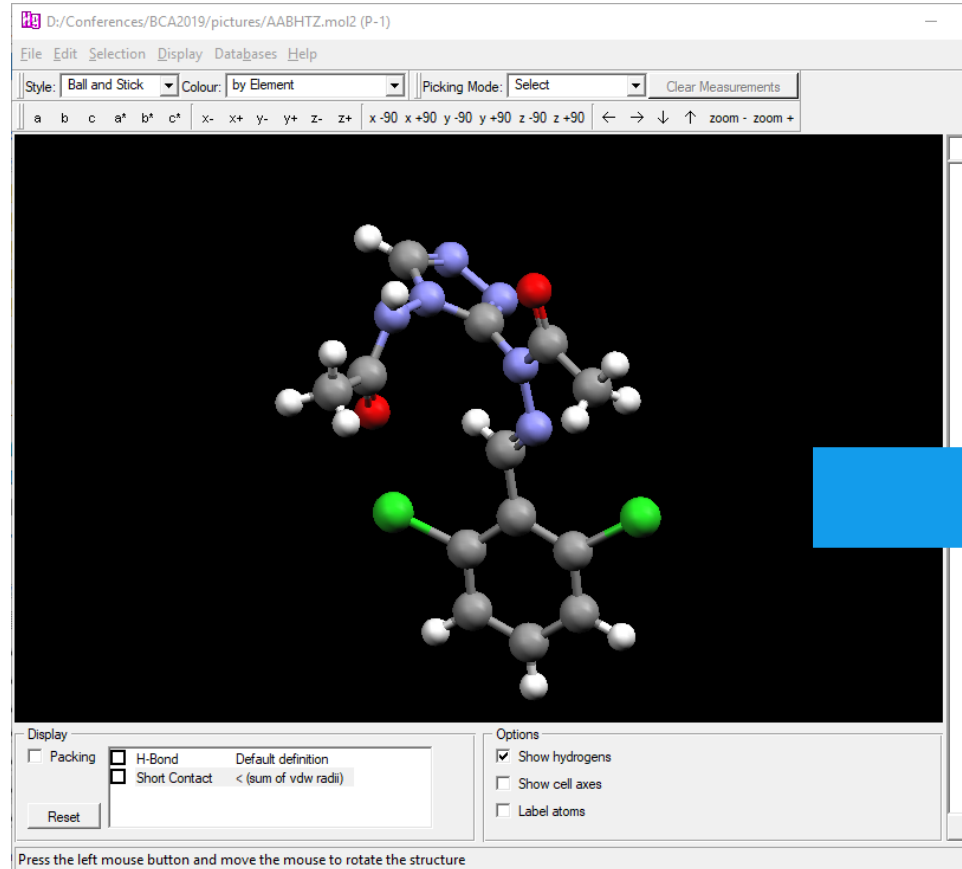 Hg D:/Conferences/BCA2019/pictures/AABHTZ.mol2 (P-1)
File Edit Selection Display Databases Help
Style: Ball and Stick Colour: by Element Picking Mode: Select Clear Measurements
a b c a* b* c* x- x+ y- y+ z- z+ x -90 x +90 y -90 y +90 z -90 z +90 ← → ↓ ↑ zoom - zoom +
Display Options
Packing H-Bond Default definition Show hydrogens
Short Contact < (sum of vdw radii) Show cell axes
Reset Label atoms
Press the left mouse button and move the mouse to rotate the structure